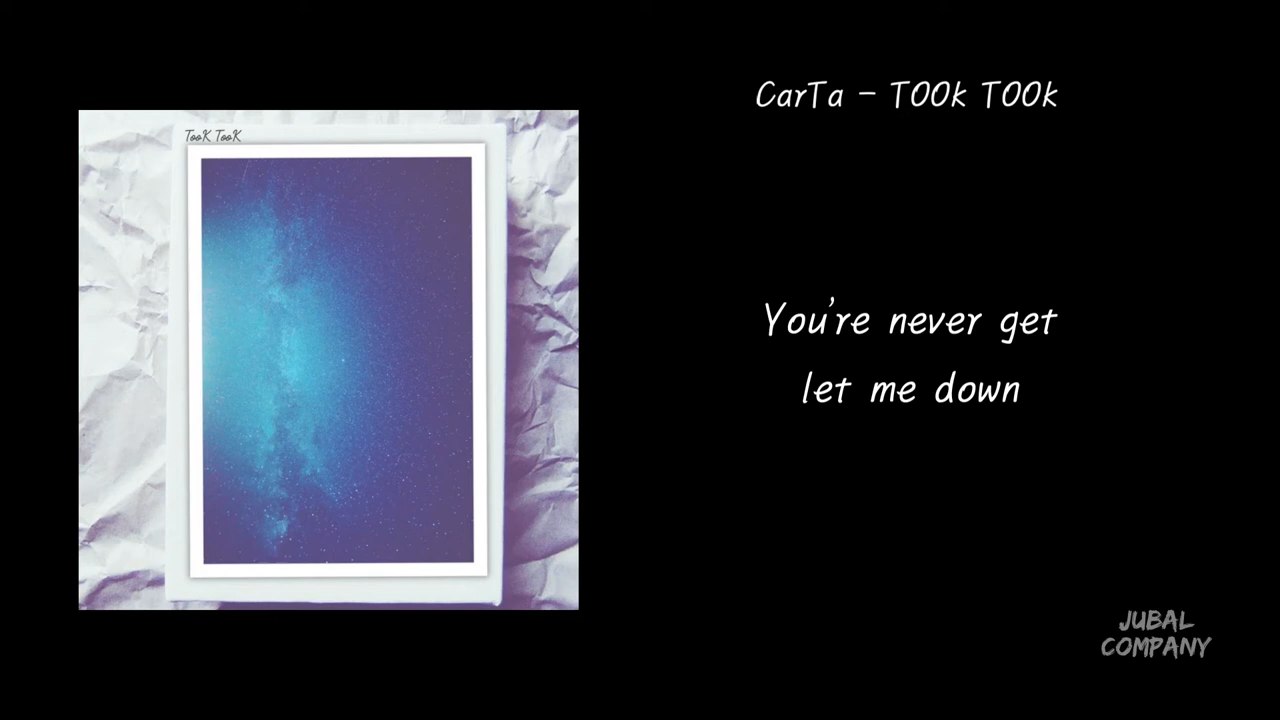 CarTa - TOOk TOOk
TooK TooK
You're never get
let me down
JUBAL
COMPANY